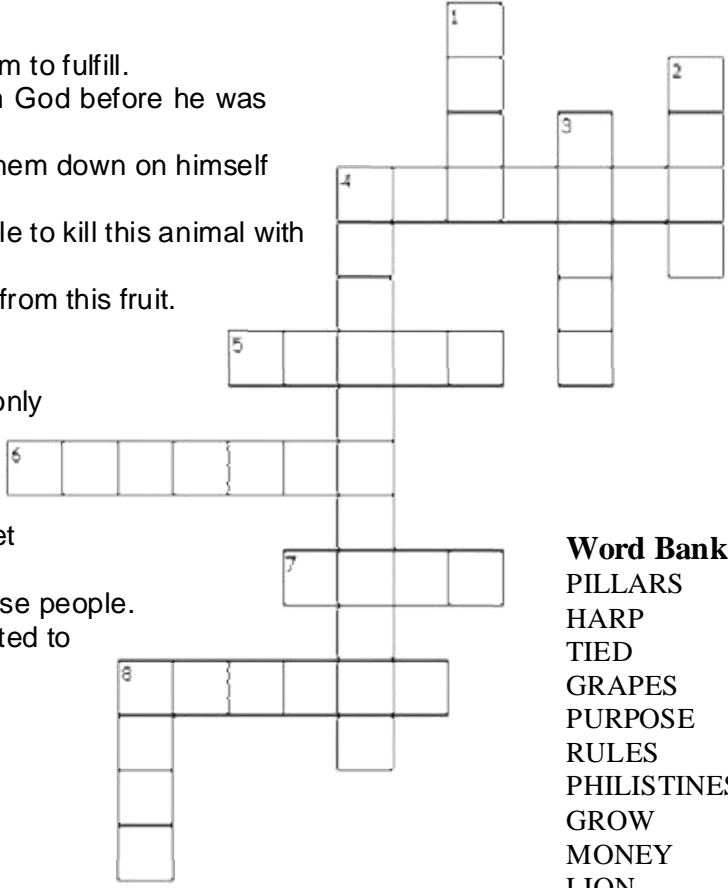 m to fulfill.
n God before he was
hem down on himself
le to kill this animal with
from this fruit.
only
et
se people.
ted to
1
2
3
4
5
6
7
8
Word Bank
PILLARS
HARP
TIED
GRAPES
PURPOSE
RULES
PHILISTINES
GROW
MONEY
LION